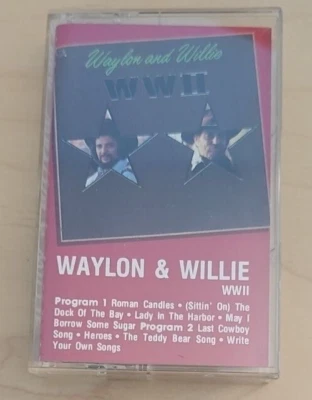 Waylon and Willie
WWII
WAYLON & WILLIE
WWII
Program 1 Roman Candles • (Sittin' On) The
Dock Of The Bay • Lady In The Harbor • May I
Borrow Some Sugar Program 2 Last Cowboy
Song • Heroes • The Teddy Bear Song • Write
Your Own Songs